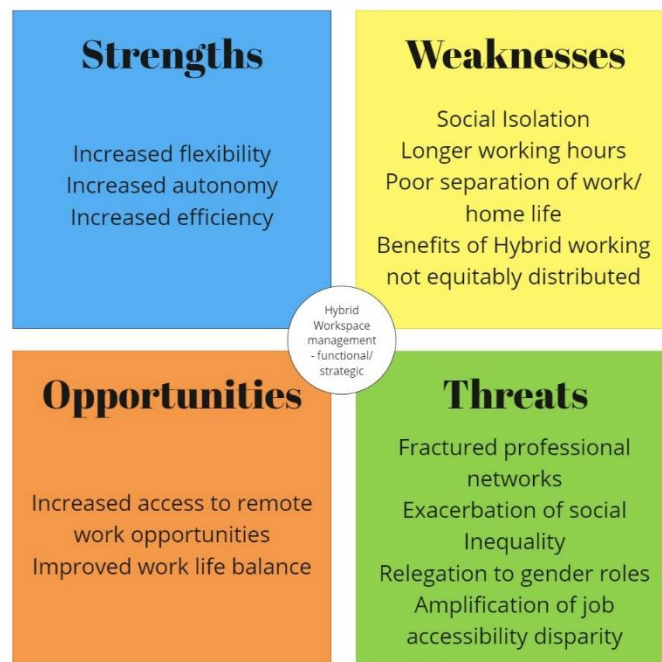 Strengths
Increased flexibility
Increased autonomy
Increased efficiency
Weaknesses
Social Isolation
Longer working hours
Poor separation of work/
home life
Benefits of Hybrid working
not equitably distributed
Hybrid
Workspace
management
- functional/
strategic
Opportunities
Increased access to remote
work opportunities
Improved work life balance
Threats
Fractured professional
networks
Exacerbation of social
Inequality
Relegation to gender roles
Amplification of job
accessibility disparity